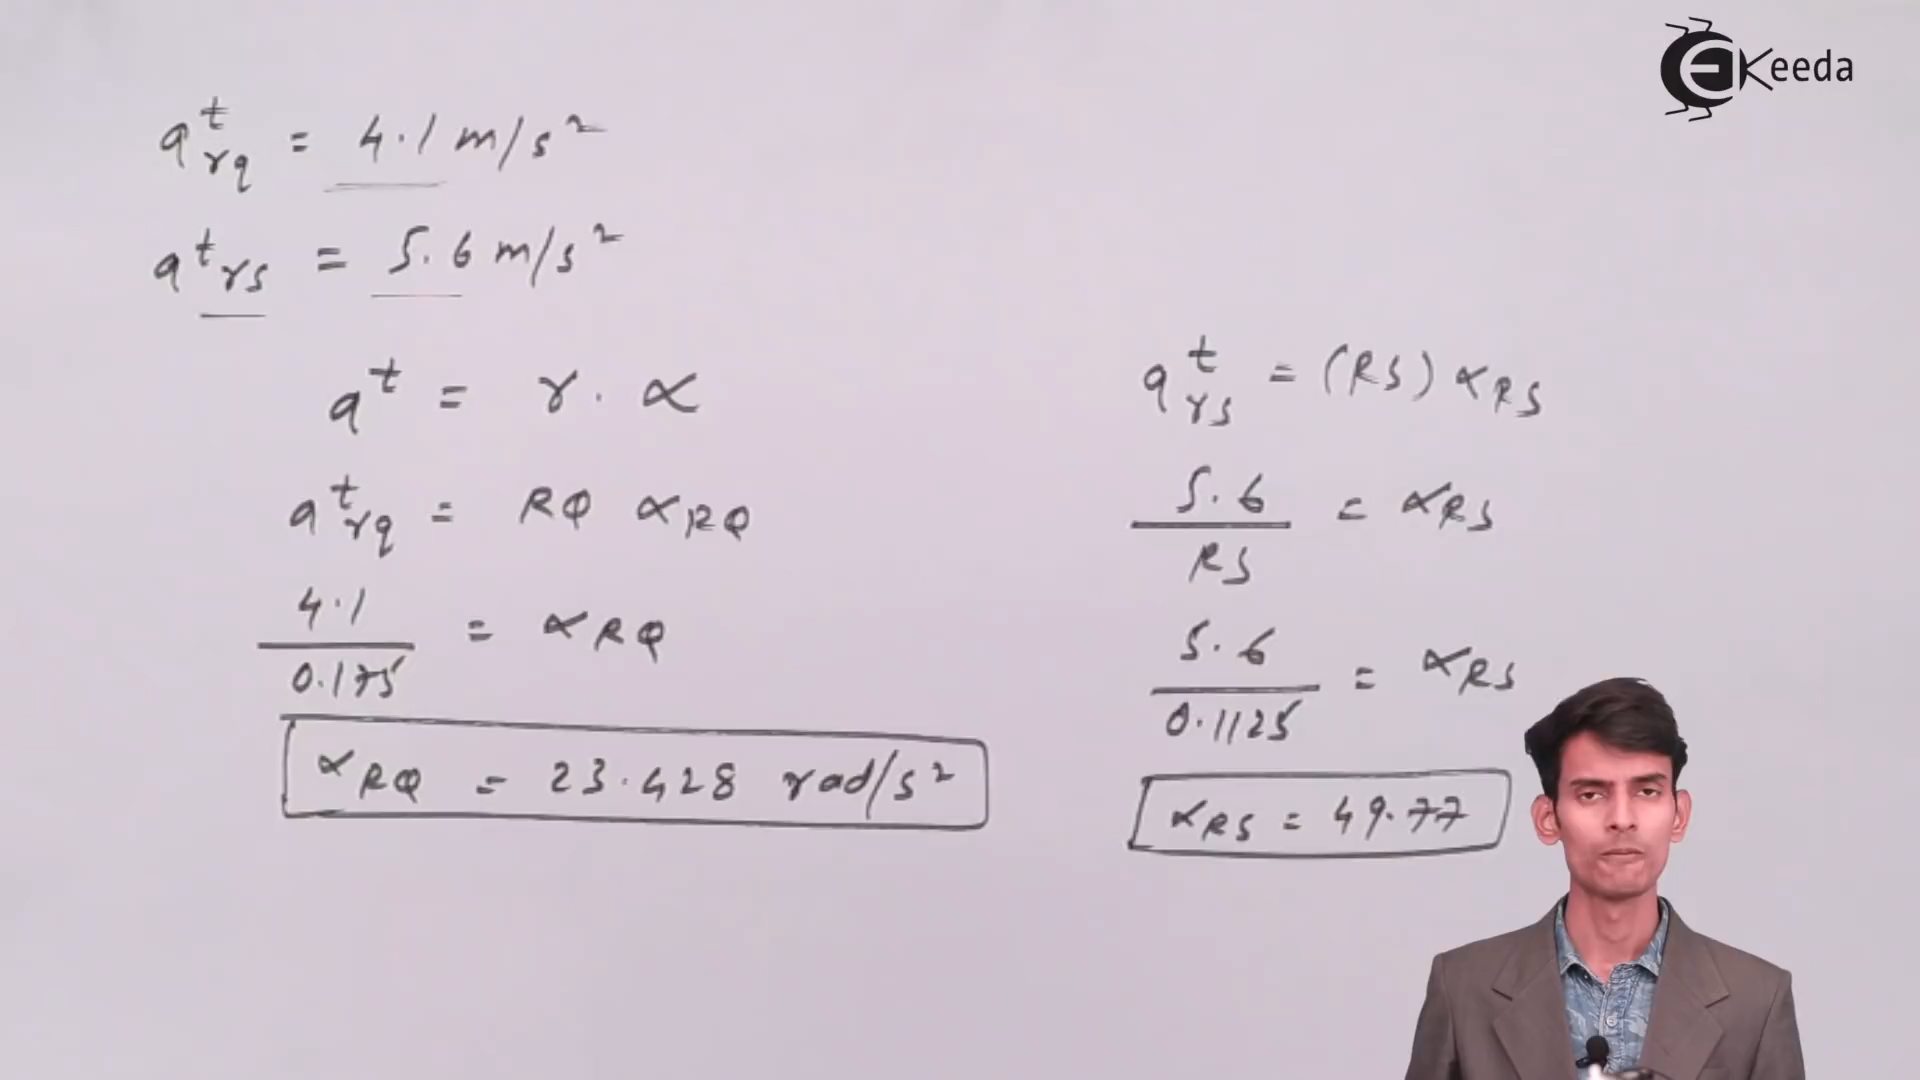 EKeeda
a^t_rq = 4.1 m/s²
a^t_rs = 5.6 m/s²
a^t = r . α
a^t_rq = RQ α_RQ
4.1 / 0.175 = α_RQ
α_RQ = 23.428 rad/s²
a^t_rs = (RS) α_RS
5.6 / RS = α_RS
5.6 / 0.1125 = α_RS
α_RS = 49.77